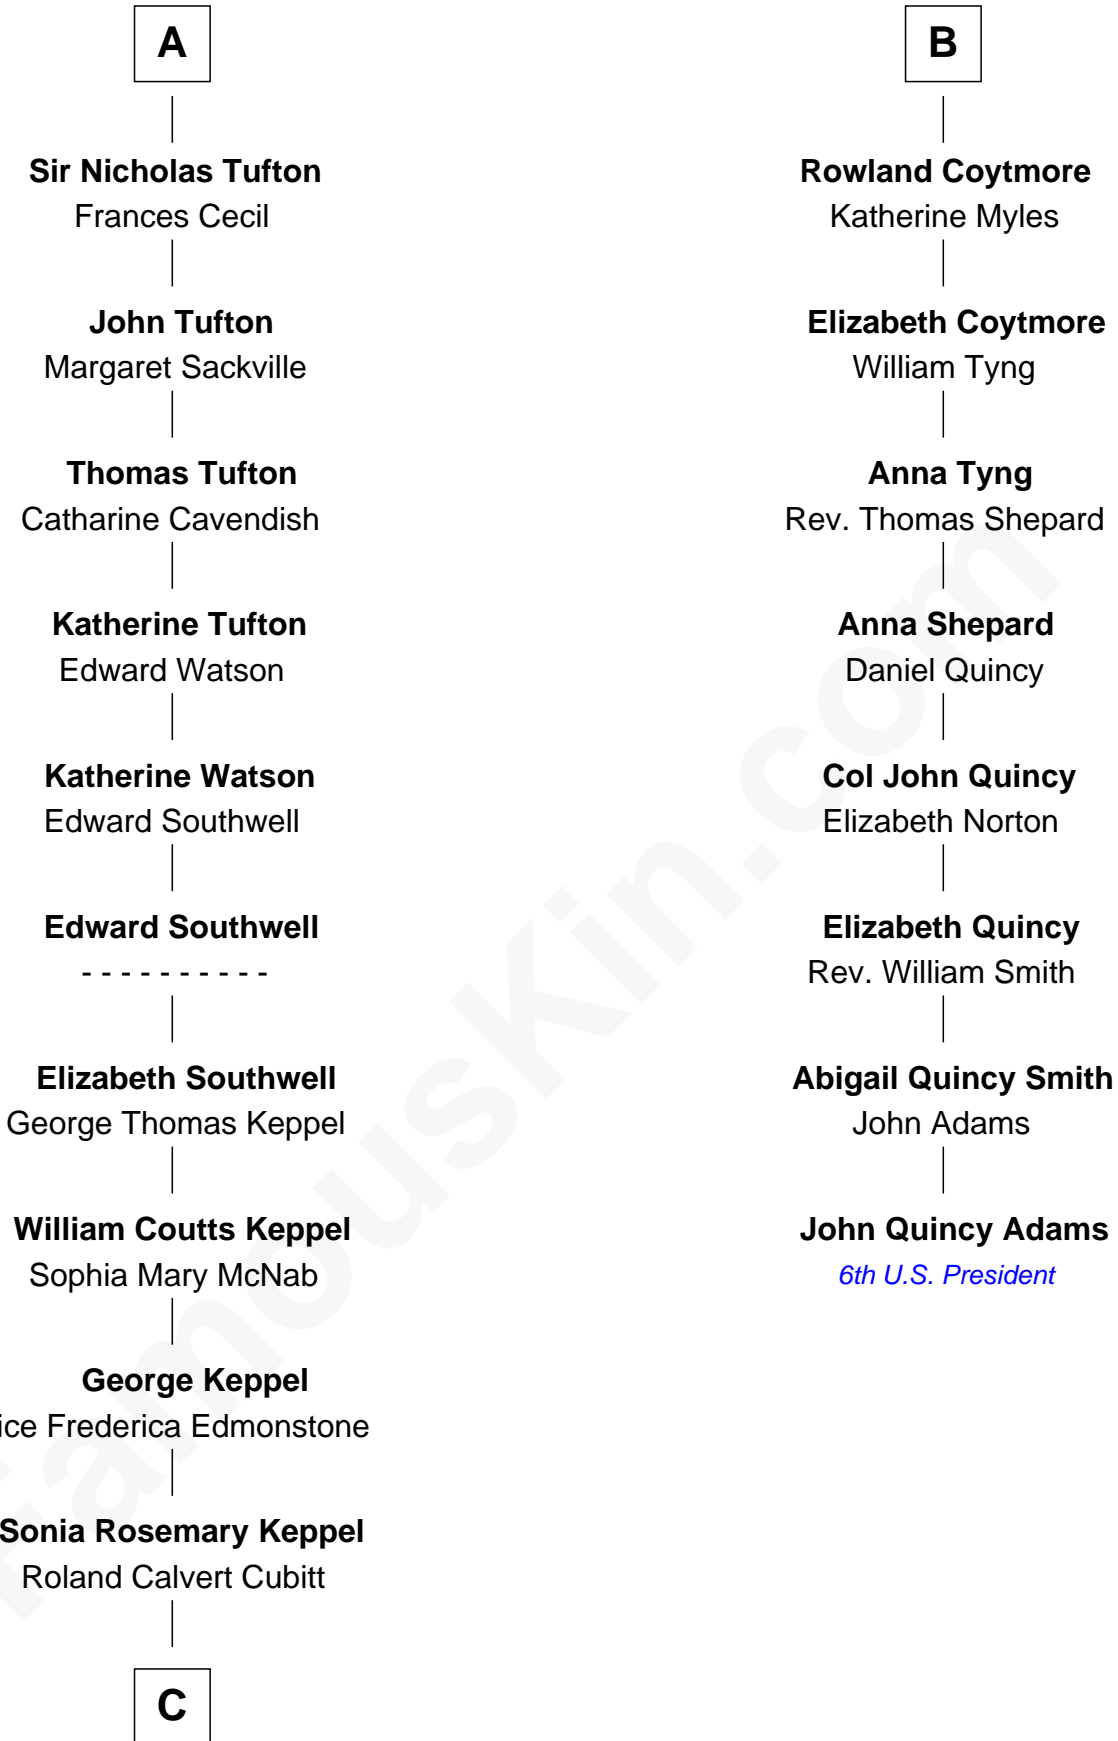 A
Sir Nicholas Tufton
Frances Cecil
John Tufton
Margaret Sackville
Thomas Tufton
Catharine Cavendish
Katherine Tufton
Edward Watson
Katherine Watson
Edward Southwell
Edward Southwell
- - - - - - - - - -
Elizabeth Southwell
George Thomas Keppel
William Coutts Keppel
Sophia Mary McNab
George Keppel
ice Frederica Edmonstone
Sonia Rosemary Keppel
Roland Calvert Cubitt
C
B
Rowland Coytmore
Katherine Myles
Elizabeth Coytmore
William Tyng
Anna Tyng
Rev. Thomas Shepard
Anna Shepard
Daniel Quincy
Col John Quincy
Elizabeth Norton
Elizabeth Quincy
Rev. William Smith
Abigail Quincy Smith
John Adams
John Quincy Adams
6th U.S. President
FamousKin.com